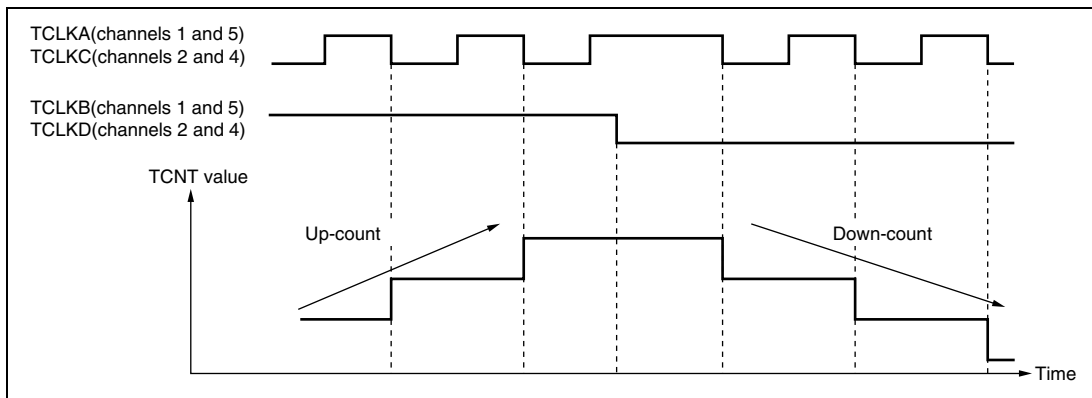 TCLKA(channels 1 and 5)
TCLKC(channels 2 and 4)
TCLKB(channels 1 and 5)
TCLKD(channels 2 and 4)
TCNT value
Up-count
Down-count
Time